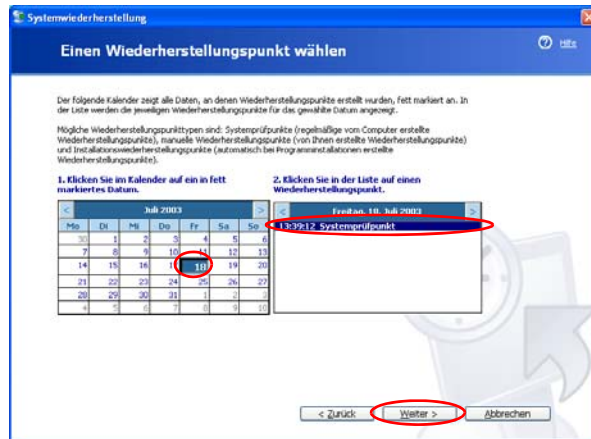 Systemwiederherstellung
Einen Wiederherstellungspunkt wählen
Hilfe
Der folgende Kalender zeigt alle Daten, an denen Wiederherstellungspunkte erstellt wurden, fett markiert an. In
der Liste werden die jeweiligen Wiederherstellungspunkte für das gewählte Datum angezeigt.
Mögliche Wiederherstellungspunkttypen sind: Systemprüfpunkte (regelmäßige vom Computer erstellte
Wiederherstellungspunkte), manuelle Wiederherstellungspunkte (von Ihnen erstellte Wiederherstellungspunkte)
und Installationswiederherstellungspunkte (automatisch bei Programminstallationen erstellte
Wiederherstellungspunkte).
1. Klicken Sie im Kalender auf ein in fett
markiertes Datum.
2. Klicken Sie in der Liste auf einen
Wiederherstellungspunkt.
< Juli 2003 >
Mo Di Mi Do Fr Sa So
30 1 2 3 4 5 6
7 8 9 10 11 12 13
14 15 16 17 18 19 20
21 22 23 24 25 26 27
28 29 30 31 1 2 3
4 5 6 7 8 9 10
< Freitag, 18. Juli 2003 >
13:39:12 Systemprüfpunkt
< Zurück Weiter > Abbrechen